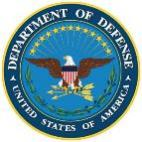 DEPARTMENT OF DEFENSE
UNITED STATES OF AMERICA